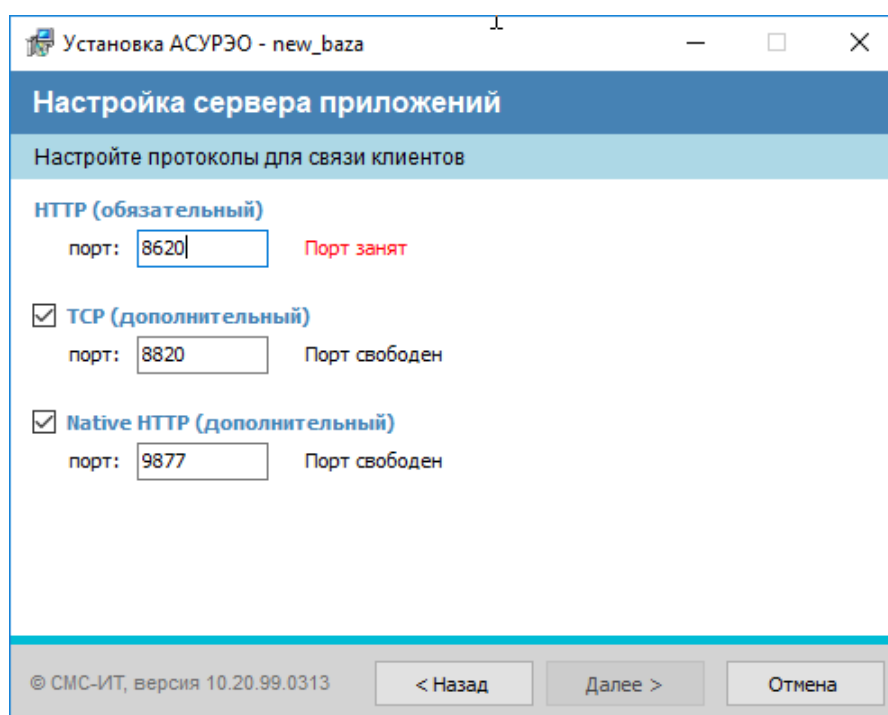 Установка АСУРЭО - new_baza
Настройка сервера приложений
Настройте протоколы для связи клиентов
HTTP (обязательный)
порт: 8620 Порт занят
TCP (дополнительный)
порт: 8820 Порт свободен
Native HTTP (дополнительный)
порт: 9877 Порт свободен
© СМС-ИТ, версия 10.20.99.0313 < Назад Далее > Отмена